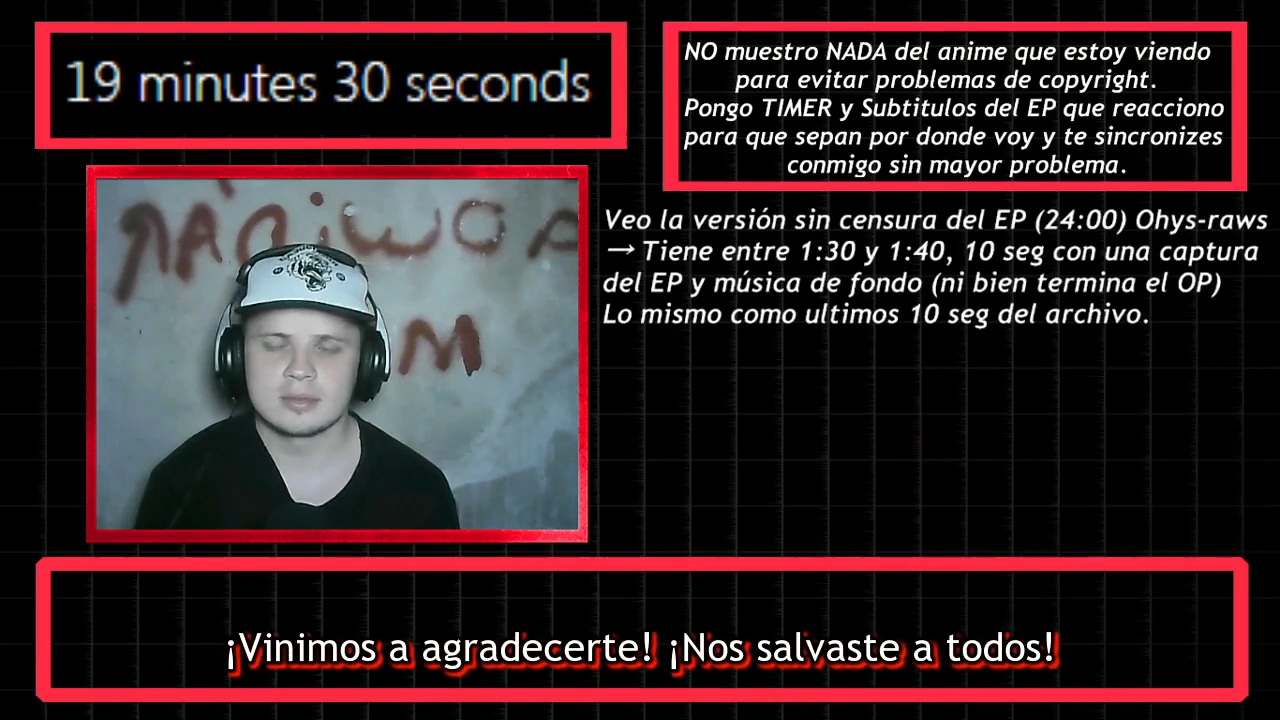 19 minutes 30 seconds
NO muestro NADA del anime que estoy viendo
para evitar problemas de copyright.
Pongo TIMER y Subtitulos del EP que reacciono
para que sepan por donde voy y te sincronizes
conmigo sin mayor problema.
Veo la versión sin censura del EP (24:00) Ohys-raws
→ Tiene entre 1:30 y 1:40, 10 seg con una captura
del EP y música de fondo (ni bien termina el OP)
Lo mismo como ultimos 10 seg del archivo.
M
¡Vinimos a agradecerte! ¡Nos salvaste a todos!